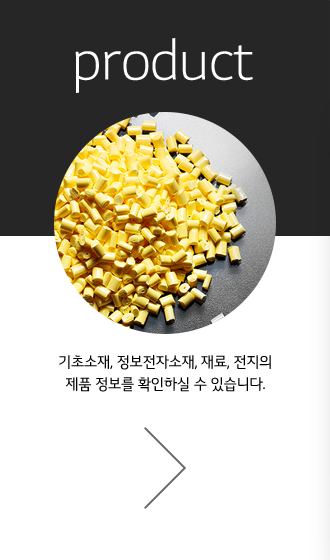 product
기초소재, 정보전자소재, 재료, 전지의
제품 정보를 확인하실 수 있습니다.